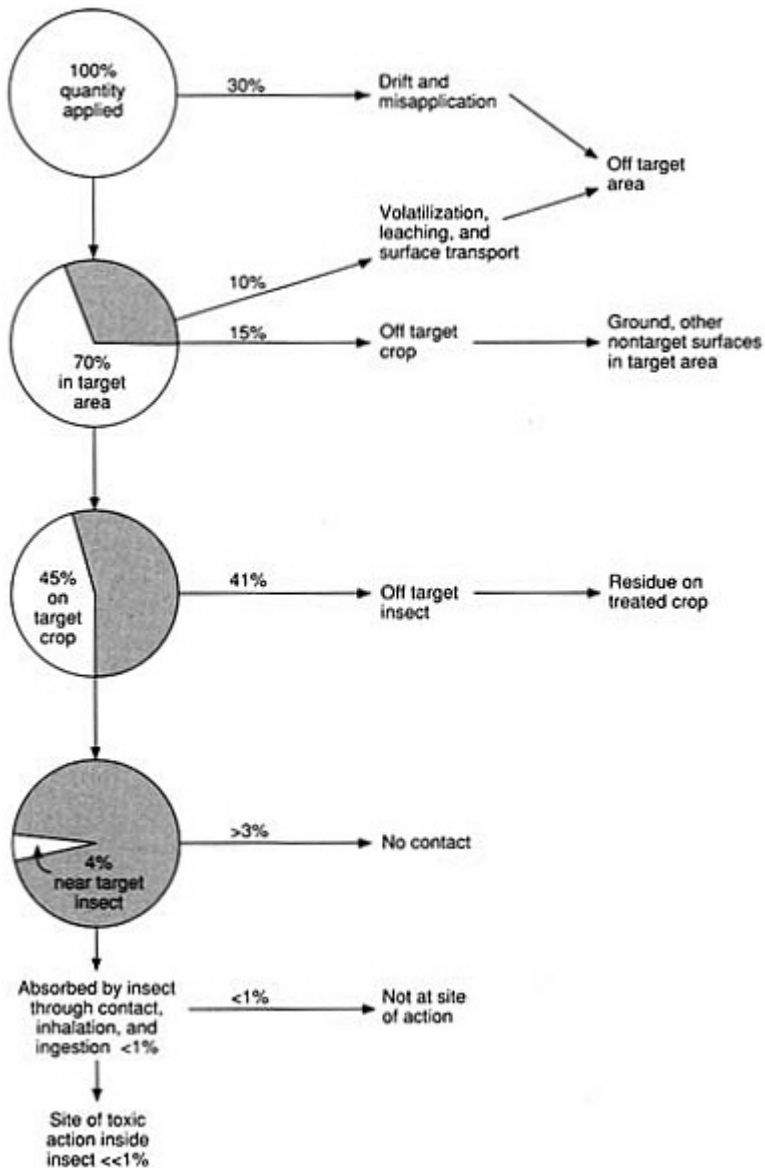 100%
quantity
applied
30%
Drift and
misapplication
Off target
area
Volatilization,
leaching, and
surface transport
10%
15%
Off target
crop
Ground, other
nontarget surfaces
in target area
70%
in target
area
45%
on
target
crop
41%
Off target
insect
Residue on
treated crop
4%
near target
insect
>3%
No contact
Absorbed by insect
through contact,
inhalation, and
ingestion <1%
<1%
Not at site
of action
Site of toxic
action inside
insect <<1%